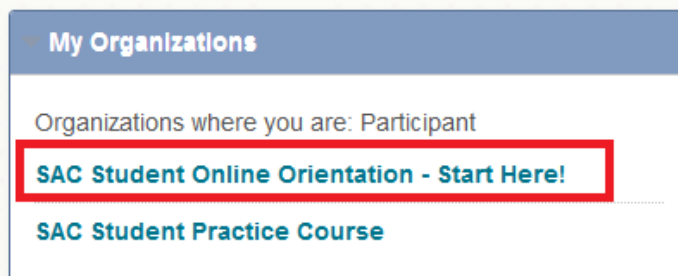 My Organizations
Organizations where you are: Participant
SAC Student Online Orientation - Start Here!
SAC Student Practice Course